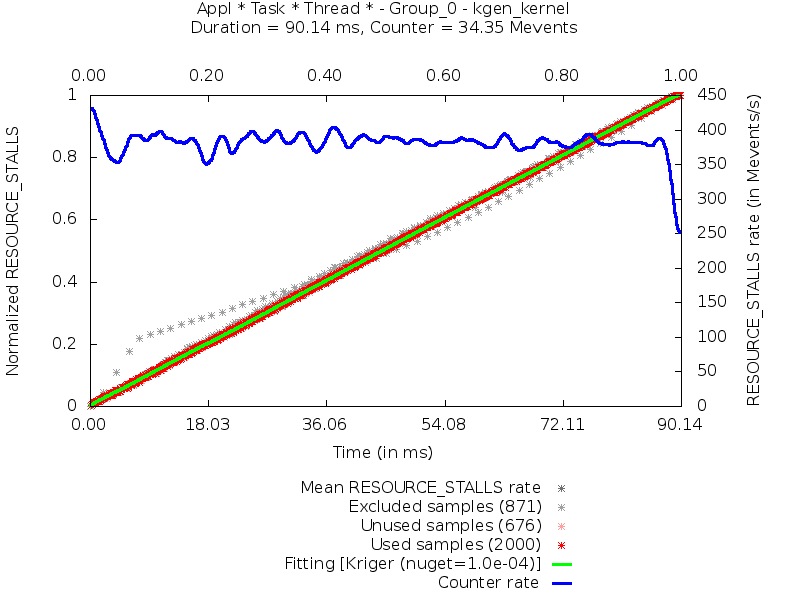 Appl * Task * Thread * - Group_0 - kgen_kernel
Duration = 90.14 ms, Counter = 34.35 Mevents
0.00 0.20 0.40 0.60 0.80 1.00
1
0.8
0.6
0.4
0.2
0
Normalized RESOURCE_STALLS
450
400
350
300
250
200
150
100
50
0
RESOURCE_STALLS rate (in Mevents/s)
0.00 18.03 36.06 54.08 72.11 90.14
Time (in ms)
Mean RESOURCE_STALLS rate
Excluded samples (871)
Unused samples (676)
Used samples (2000)
Fitting [Kriger (nuget=1.0e-04)]
Counter rate